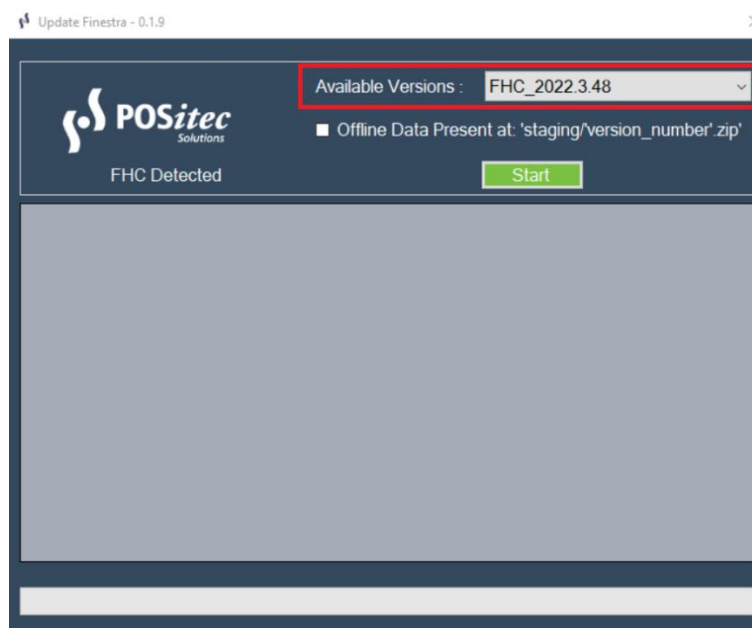 Update Finestra - 0.1.9
Available Versions :
FHC_2022.3.48
POSitec
Solutions
Offline Data Present at: 'staging/'version_number'.zip'
FHC Detected
Start